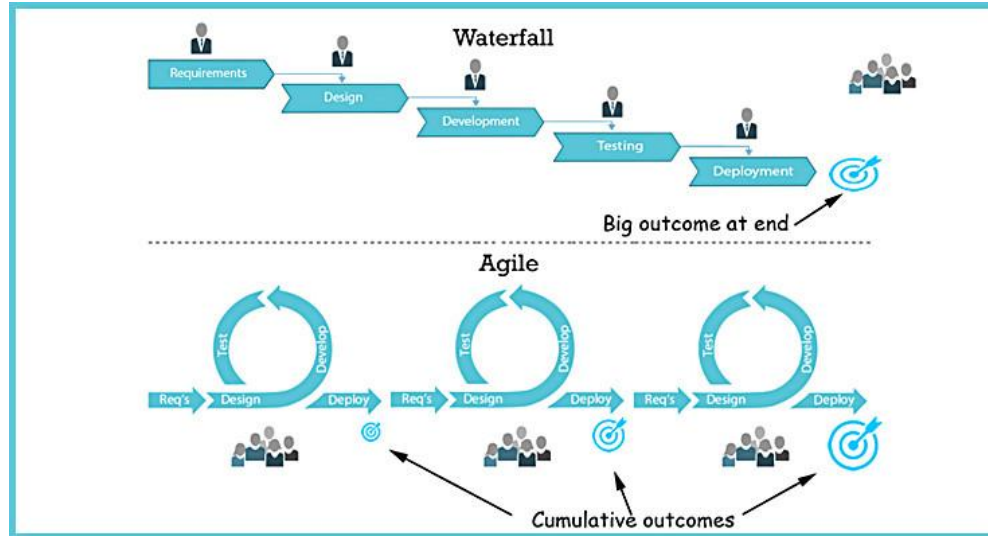 Waterfall
Requirements
Design
Development
Testing
Deployment
Big outcome at end
Agile
Test
Develop
Req's
Design
Deploy
Test
Develop
Req's
Design
Deploy
Test
Develop
Req's
Design
Deploy
Cumulative outcomes